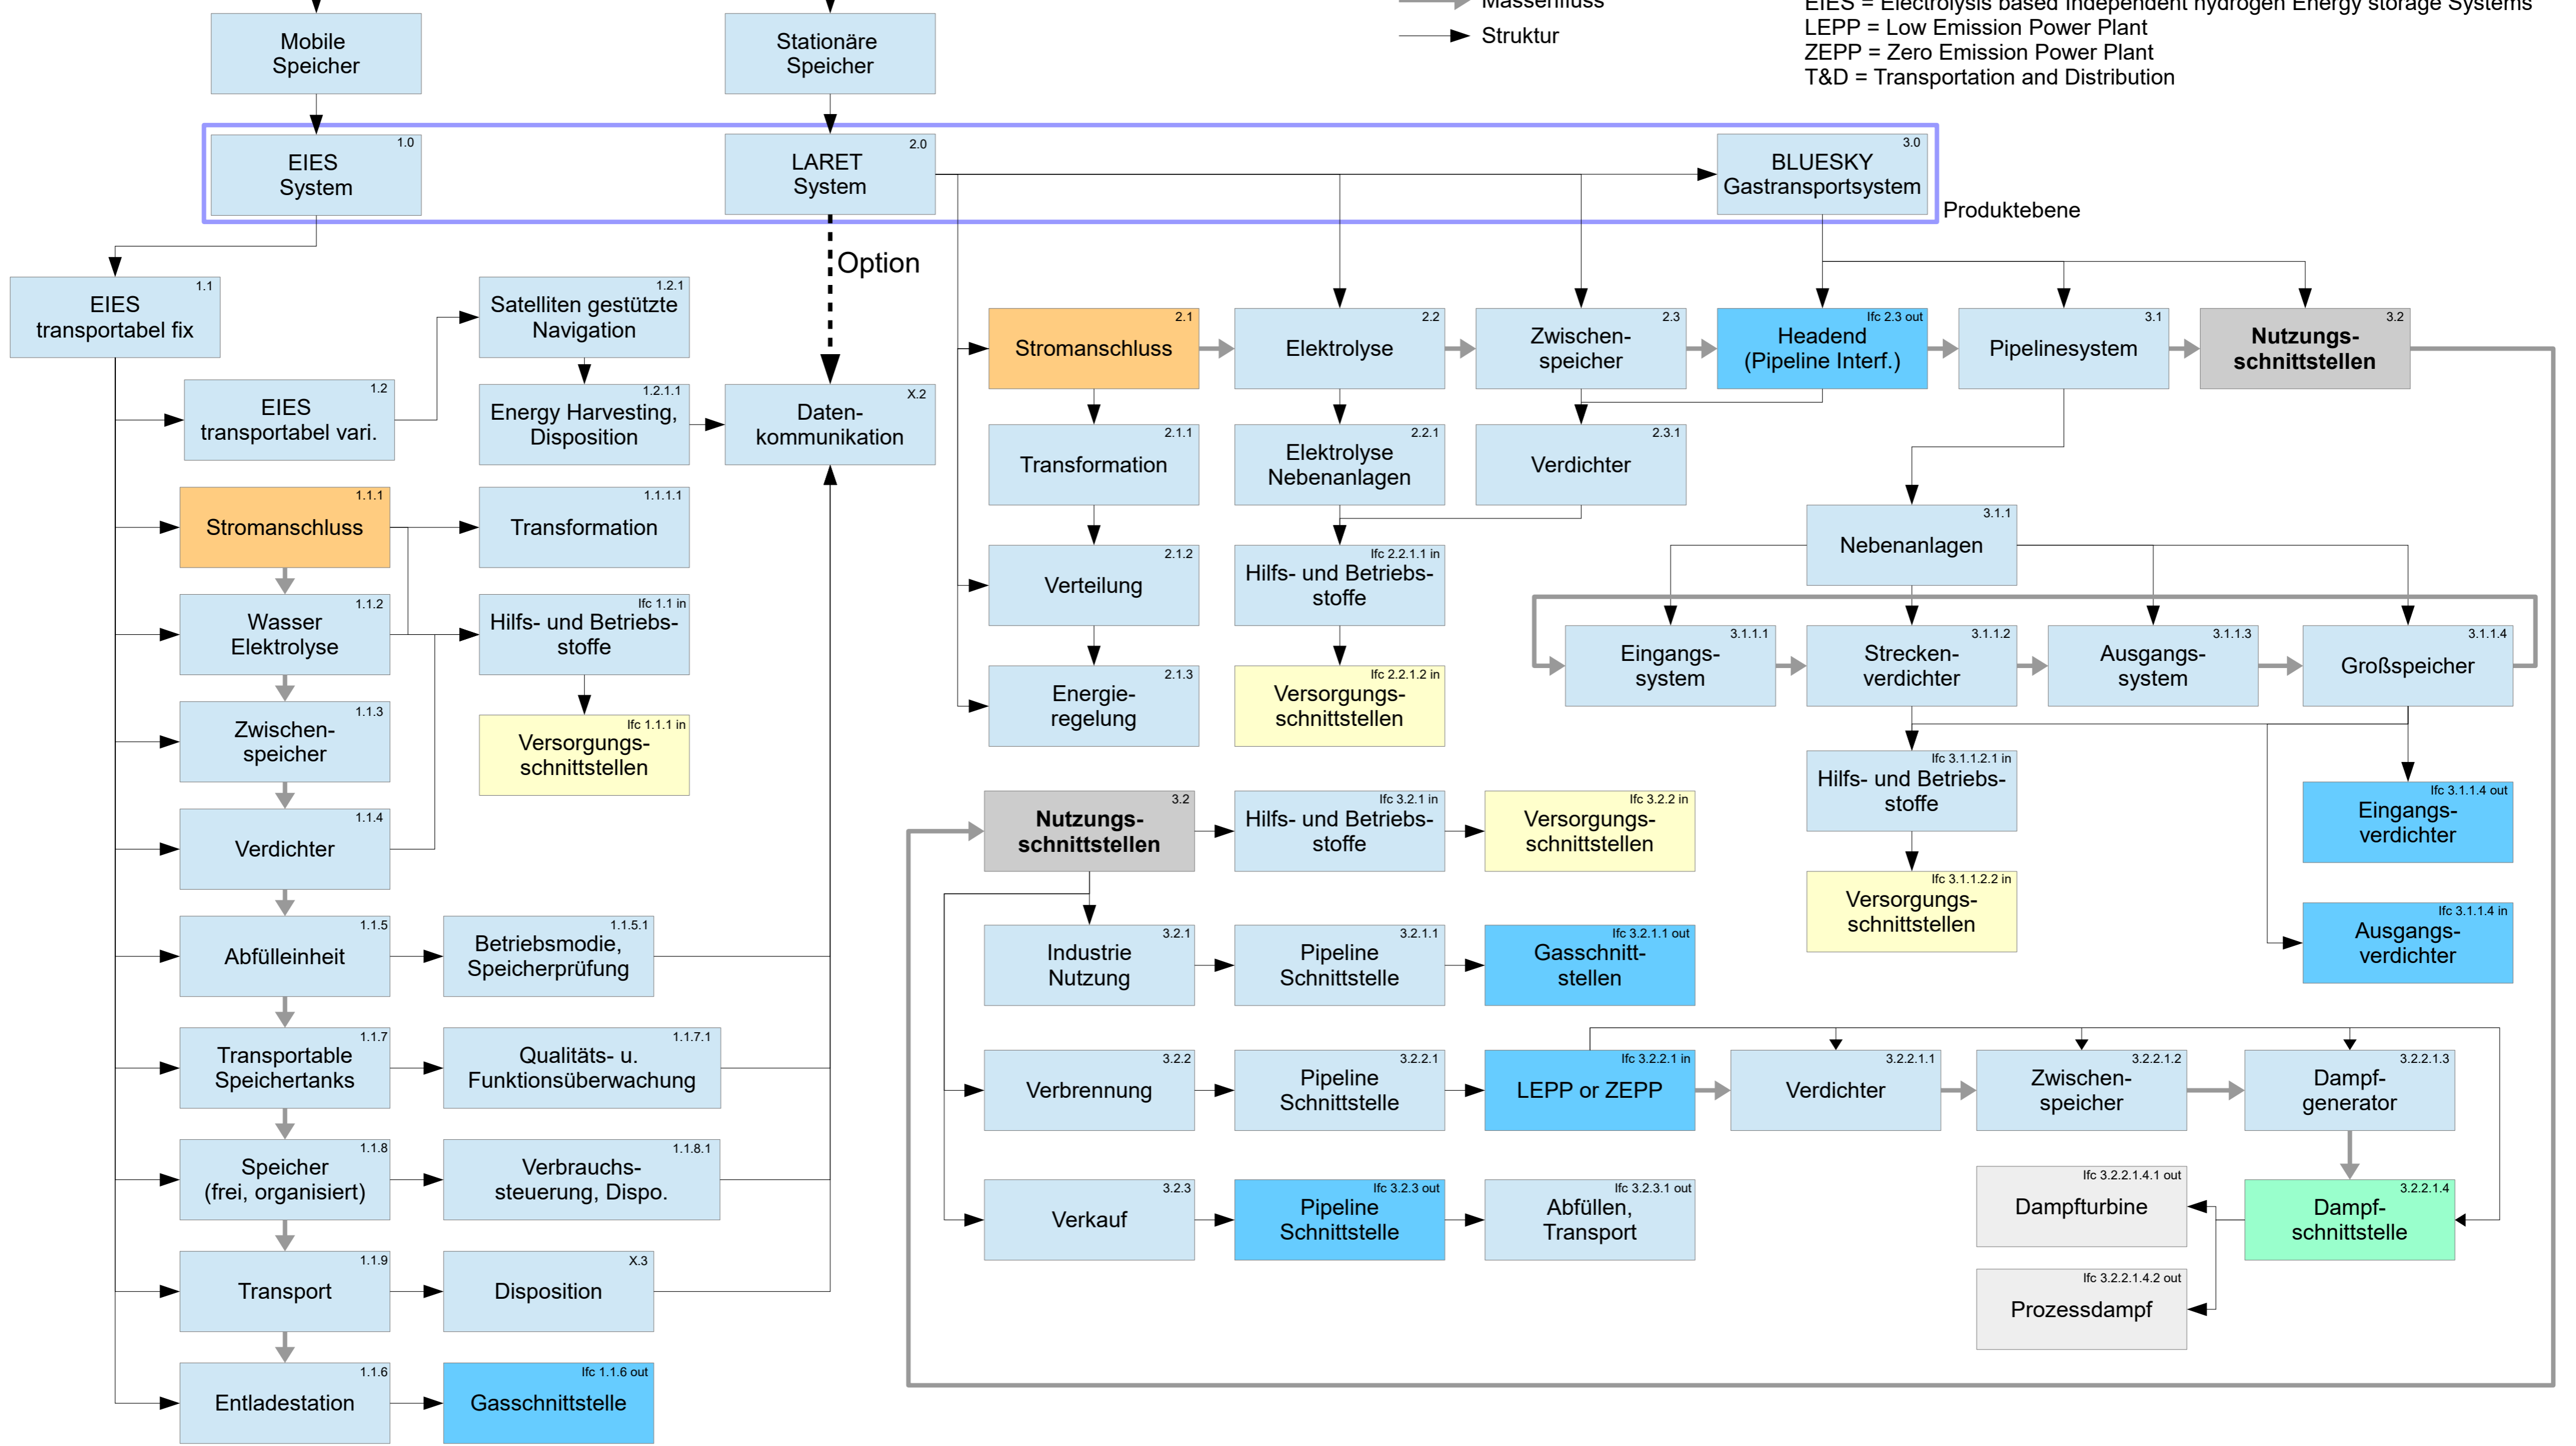 Massenfluss
Struktur
EIES = Electrolysis based Independent hydrogen Energy storage Systems
LEPP = Low Emission Power Plant
ZEPP = Zero Emission Power Plant
T&D = Transportation and Distribution
Mobile
Speicher
Stationäre
Speicher
1.0
EIES
System
2.0
LARET
System
3.0
BLUESKY
Gastransportsystem
Produktebene
Option
1.1
EIES
transportabel fix
1.2
EIES
transportabel vari.
1.2.1
Satelliten gestützte
Navigation
1.2.1.1
Energy Harvesting,
Disposition
X.2
Daten-
kommunikation
1.1.1
Stromanschluss
1.1.1.1
Transformation
1.1.2
Wasser
Elektrolyse
Ifc 1.1 in
Hilfs- und Betriebs-
stoffe
1.1.3
Zwischen-
speicher
Ifc 1.1.1 in
Versorgungs-
schnittstellen
1.1.4
Verdichter
1.1.5
Abfülleinheit
1.1.5.1
Betriebsmodie,
Speicherprüfung
1.1.7
Transportable
Speichertanks
1.1.7.1
Qualitäts- u.
Funktionsüberwachung
1.1.8
Speicher
(frei, organisiert)
1.1.8.1
Verbrauchs-
steuerung, Dispo.
1.1.9
Transport
X.3
Disposition
1.1.6
Entladestation
Ifc 1.1.6 out
Gasschnittstelle
2.1
Stromanschluss
2.2
Elektrolyse
2.3
Zwischen-
speicher
Ifc 2.3 out
Headend
(Pipeline Interf.)
3.1
Pipelinesystem
3.2
Nutzungs-
schnittstellen
2.1.1
Transformation
2.2.1
Elektrolyse
Nebenanlagen
2.3.1
Verdichter
2.1.2
Verteilung
Ifc 2.2.1.1 in
Hilfs- und Betriebs-
stoffe
3.1.1
Nebenanlagen
2.1.3
Energie-
regelung
Ifc 2.2.1.2 in
Versorgungs-
schnittstellen
3.1.1.1
Eingangs-
system
3.1.1.2
Strecken-
verdichter
3.1.1.3
Ausgangs-
system
3.1.1.4
Großspeicher
Ifc 3.1.1.2.1 in
Hilfs- und Betriebs-
stoffe
Ifc 3.1.1.4 out
Eingangs-
verdichter
Ifc 3.1.1.2.2 in
Versorgungs-
schnittstellen
Ifc 3.1.1.4 in
Ausgangs-
verdichter
3.2
Nutzungs-
schnittstellen
Ifc 3.2.1 in
Hilfs- und Betriebs-
stoffe
Ifc 3.2.2 in
Versorgungs-
schnittstellen
3.2.1
Industrie
Nutzung
3.2.1.1
Pipeline
Schnittstelle
Ifc 3.2.1.1 out
Gasschnitt-
stellen
3.2.2
Verbrennung
3.2.2.1
Pipeline
Schnittstelle
Ifc 3.2.2.1 in
LEPP or ZEPP
3.2.2.1.1
Verdichter
3.2.2.1.2
Zwischen-
speicher
3.2.2.1.3
Dampf-
generator
3.2.3
Verkauf
Ifc 3.2.3 out
Pipeline
Schnittstelle
Ifc 3.2.3.1 out
Abfüllen,
Transport
Ifc 3.2.2.1.4.1 out
Dampfturbine
3.2.2.1.4
Dampf-
schnittstelle
Ifc 3.2.2.1.4.2 out
Prozessdampf